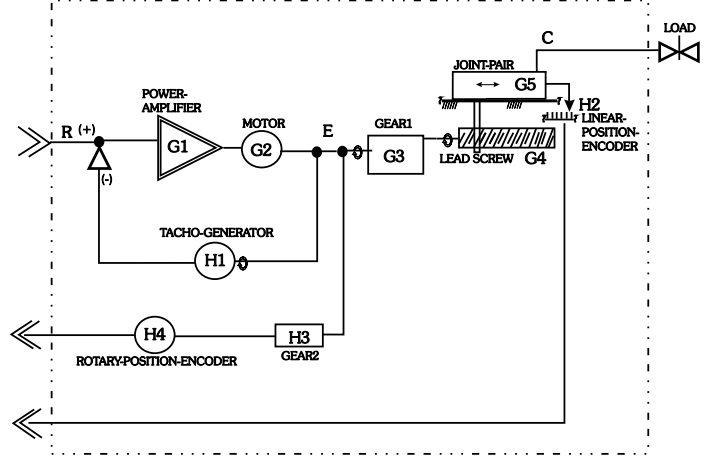 C
LOAD
JOINT-PAIR
G5
POWER-
AMPLIFIER
H2
LINEAR-
POSITION-
ENCODER
R (+)
G1
MOTOR
G2
E
GEAR1
G3
LEAD SCREW
G4
(-)
TACHO-GENERATOR
H1
H4
ROTARY-POSITION-ENCODER
H3
GEAR2